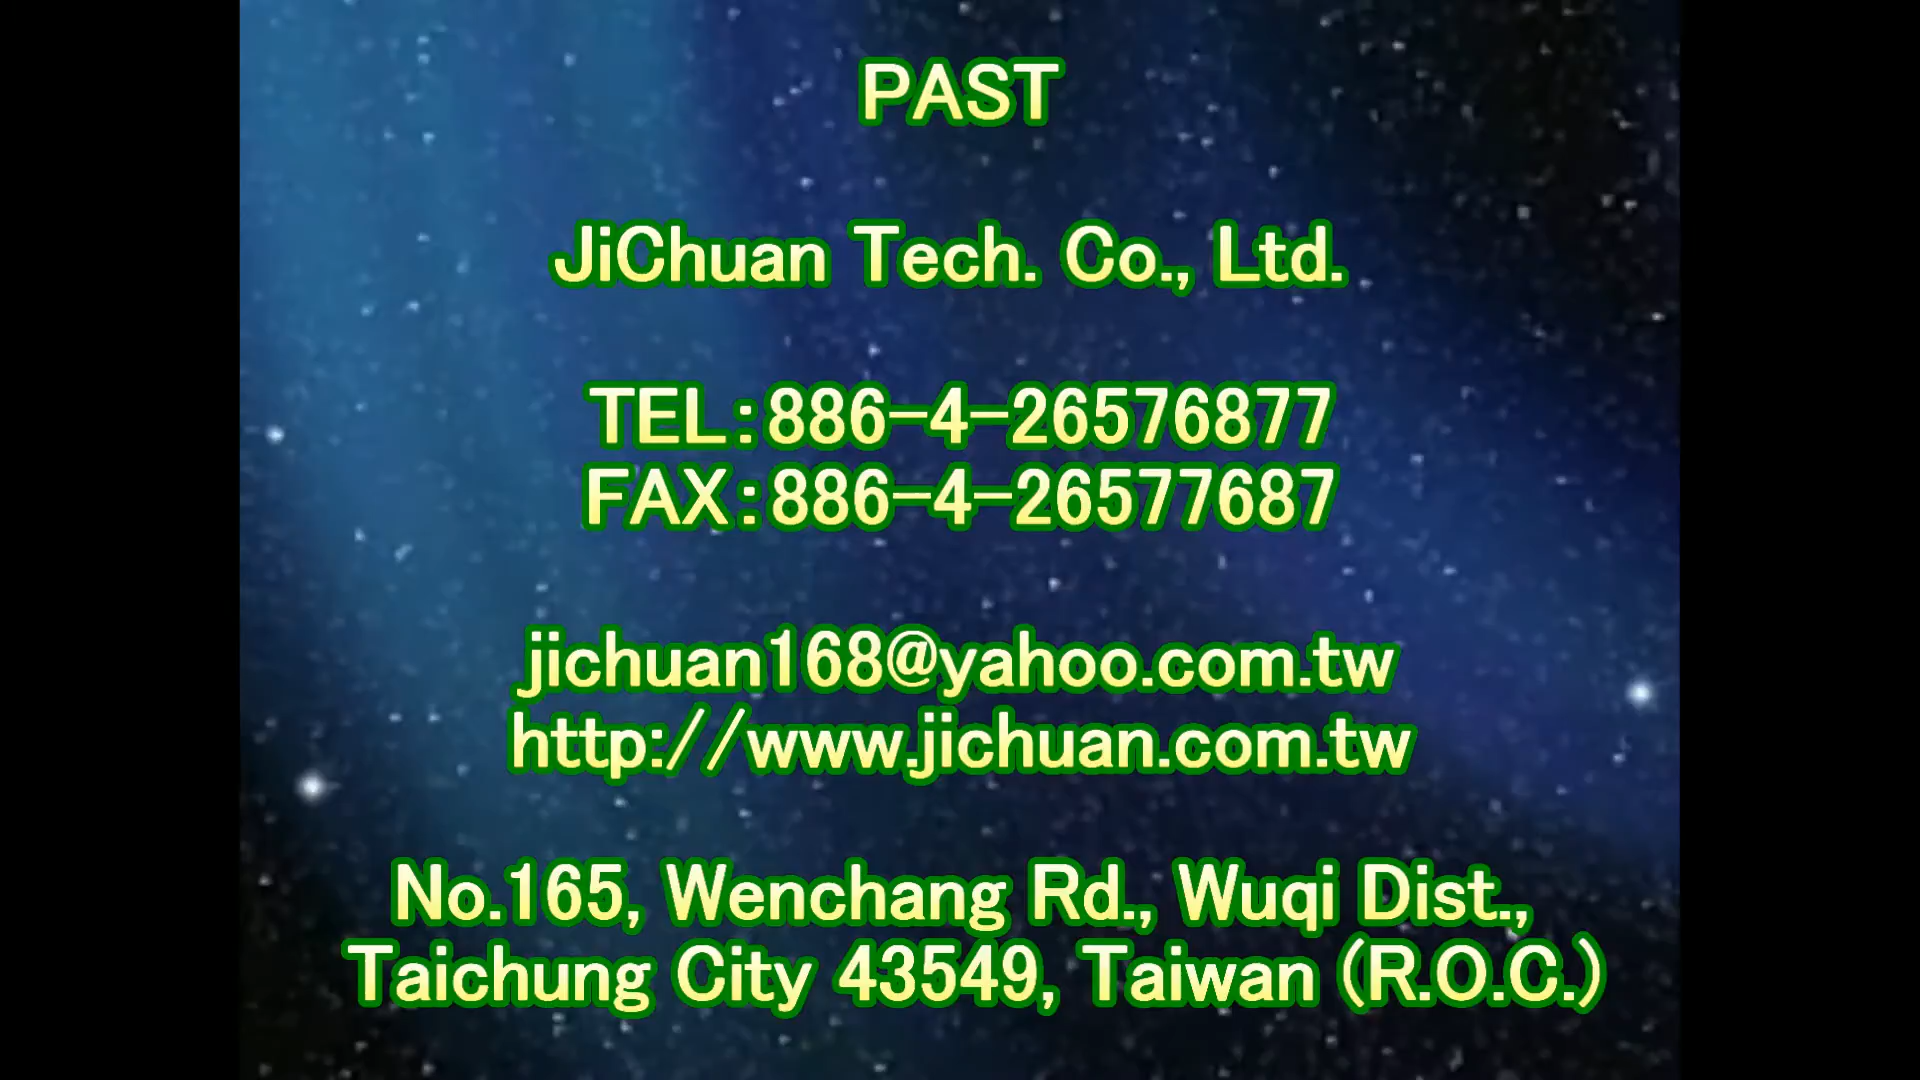 PAST
JiChuan Tech. Co., Ltd.
TEL:886-4-26576877
FAX:886-4-26577687
jichuan168@yahoo.com.tw
http://www.jichuan.com.tw
No.165, Wenchang Rd., Wuqi Dist.,
Taichung City 43549, Taiwan (R.O.C.)